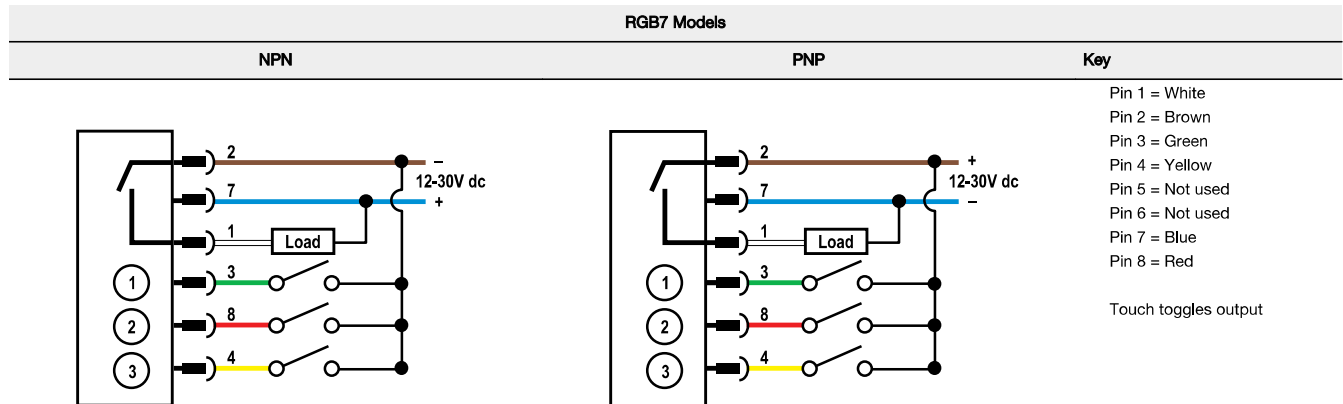 RGB7 Models
NPN
PNP
Key
2
–
12-30V dc
7
+
1
Load
1
3
2
8
3
4
2
+
12-30V dc
7
–
1
Load
1
3
2
8
3
4
Pin 1 = White
Pin 2 = Brown
Pin 3 = Green
Pin 4 = Yellow
Pin 5 = Not used
Pin 6 = Not used
Pin 7 = Blue
Pin 8 = Red
Touch toggles output